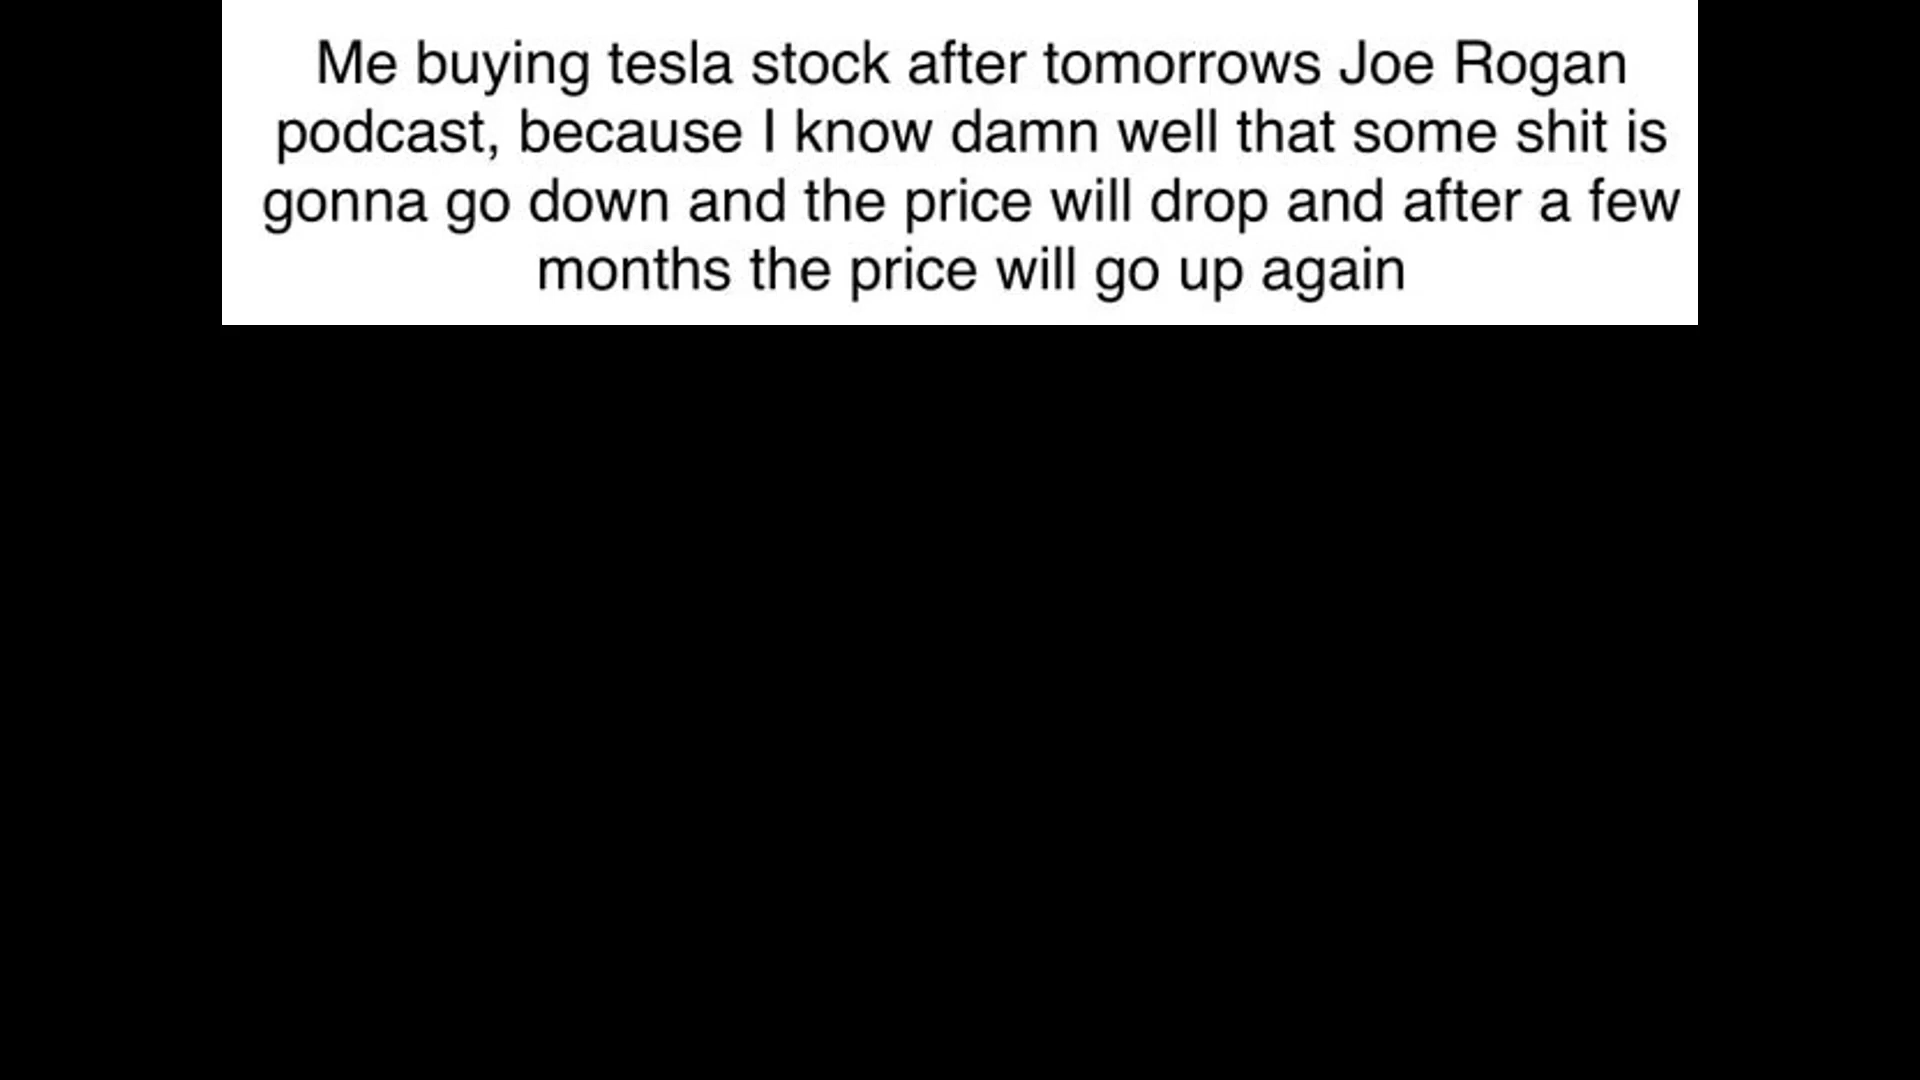 Me buying tesla stock after tomorrows Joe Rogan
podcast, because I know damn well that some shit is
gonna go down and the price will drop and after a few
months the price will go up again